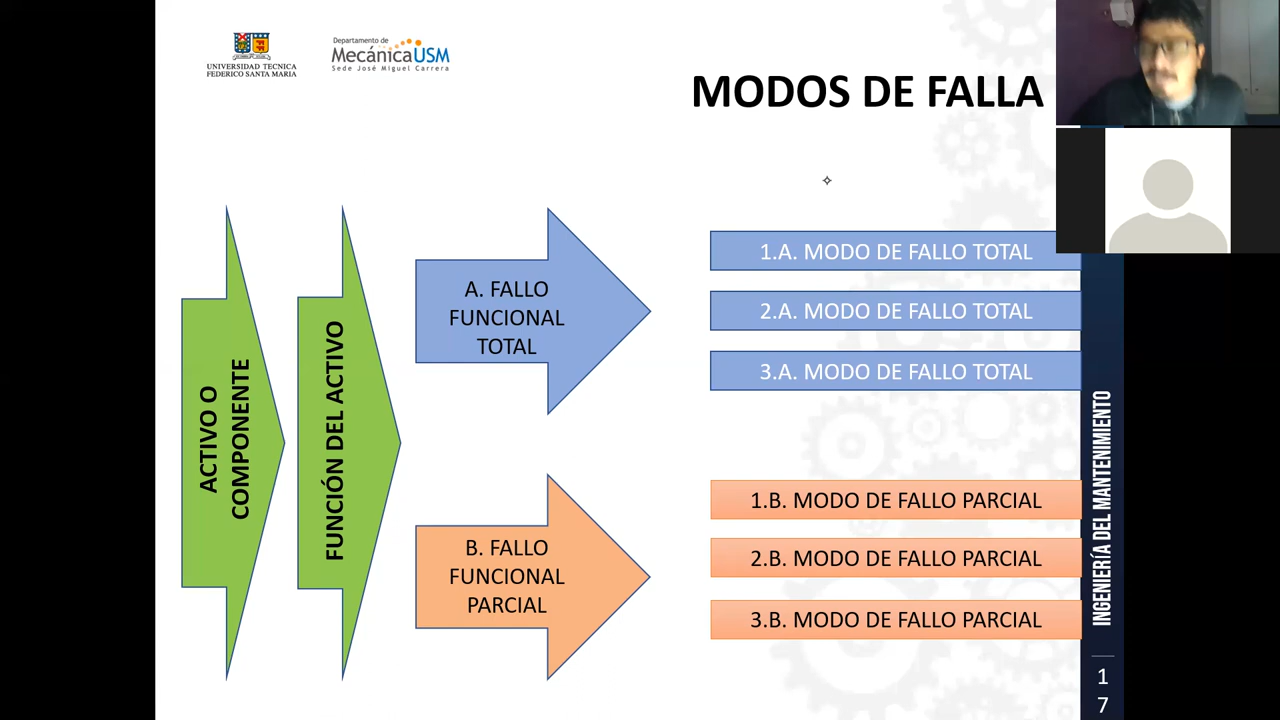 UNIVERSIDAD TECNICA
FEDERICO SANTA MARIA
Departamento de
MecánicaUSM
Sede José Miguel Carrera
MODOS DE FALLA
ACTIVO O
COMPONENTE
FUNCIÓN DEL ACTIVO
A. FALLO
FUNCIONAL
TOTAL
1.A. MODO DE FALLO TOTAL
2.A. MODO DE FALLO TOTAL
3.A. MODO DE FALLO TOTAL
B. FALLO
FUNCIONAL
PARCIAL
1.B. MODO DE FALLO PARCIAL
2.B. MODO DE FALLO PARCIAL
3.B. MODO DE FALLO PARCIAL
INGENIERÍA DEL MANTENIMIENTO
1
7